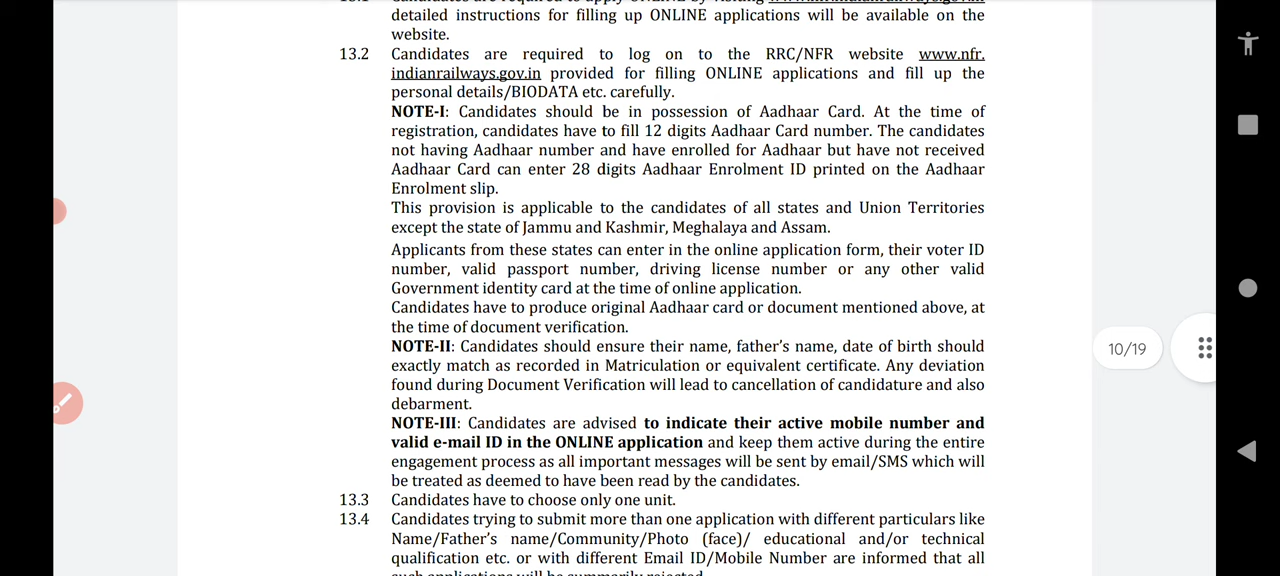 detailed instructions for filling up ONLINE applications will be available on the
website.
13.2 Candidates are required to log on to the RRC/NFR website www.nfr.
indianrailways.gov.in provided for filling ONLINE applications and fill up the
personal details/BIODATA etc. carefully.
NOTE-I: Candidates should be in possession of Aadhaar Card. At the time of
registration, candidates have to fill 12 digits Aadhaar Card number. The candidates
not having Aadhaar number and have enrolled for Aadhaar but have not received
Aadhaar Card can enter 28 digits Aadhaar Enrolment ID printed on the Aadhaar
Enrolment slip.
This provision is applicable to the candidates of all states and Union Territories
except the state of Jammu and Kashmir, Meghalaya and Assam.
Applicants from these states can enter in the online application form, their voter ID
number, valid passport number, driving license number or any other valid
Government identity card at the time of online application.
Candidates have to produce original Aadhaar card or document mentioned above, at
the time of document verification.
NOTE-II: Candidates should ensure their name, father's name, date of birth should
exactly match as recorded in Matriculation or equivalent certificate. Any deviation
found during Document Verification will lead to cancellation of candidature and also
debarment.
NOTE-III: Candidates are advised to indicate their active mobile number and
valid e-mail ID in the ONLINE application and keep them active during the entire
engagement process as all important messages will be sent by email/SMS which will
be treated as deemed to have been read by the candidates.
13.3 Candidates have to choose only one unit.
13.4 Candidates trying to submit more than one application with different particulars like
Name/Father's name/Community/Photo (face)/ educational and/or technical
qualification etc. or with different Email ID/Mobile Number are informed that all
10/19